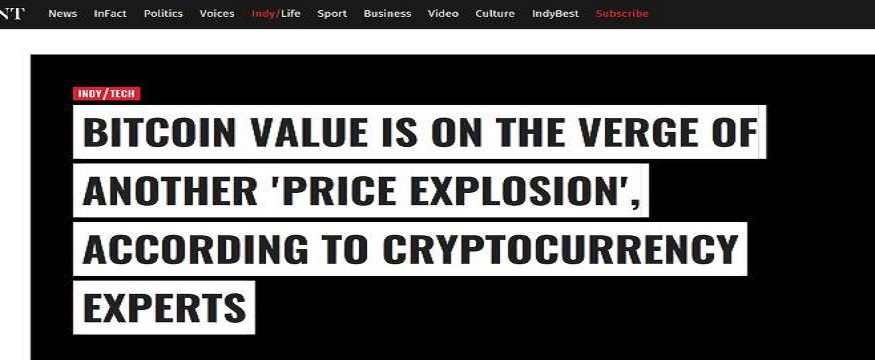 NT News InFact Politics Voices Indy/Life Sport Business Video Culture IndyBest Subscribe
INDY/TECH
BITCOIN VALUE IS ON THE VERGE OF
ANOTHER 'PRICE EXPLOSION',
ACCORDING TO CRYPTOCURRENCY
EXPERTS